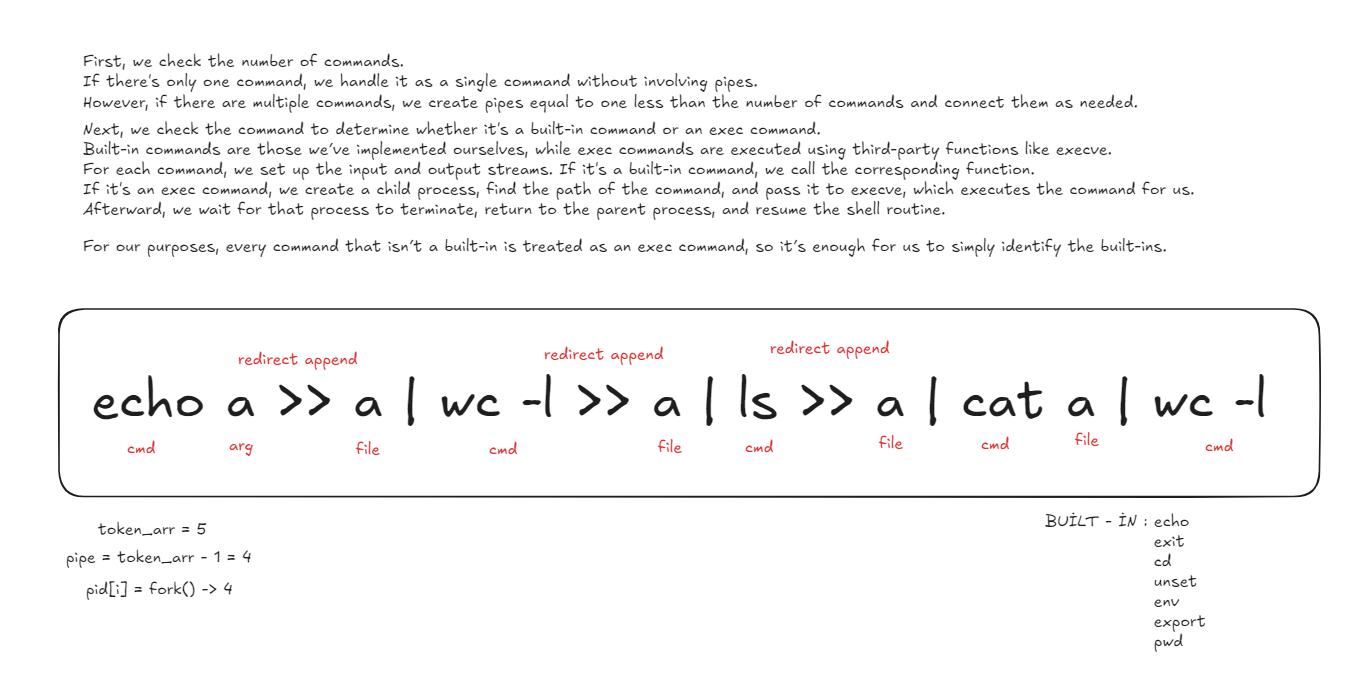 First, we check the number of commands.
If there's only one command, we handle it as a single command without involving pipes.
However, if there are multiple commands, we create pipes equal to one less than the number of commands and connect them as needed.
Next, we check the command to determine whether it's a built-in command or an exec command.
Built-in commands are those we've implemented ourselves, while exec commands are executed using third-party functions like execve.
For each command, we set up the input and output streams. If it's a built-in command, we call the corresponding function.
If it's an exec command, we create a child process, find the path of the command, and pass it to execve, which executes the command for us.
Afterward, we wait for that process to terminate, return to the parent process, and resume the shell routine.
For our purposes, every command that isn't a built-in is treated as an exec command, so it's enough for us to simply identify the built-ins.
redirect append redirect append redirect append
echo a >> a | wc -l >> a | ls >> a | cat a | wc -l
cmd arg file cmd file cmd file cmd file cmd
token_arr = 5
pipe = token_arr - 1 = 4
pid[i] = fork() -> 4
BUİLT - İN : echo
exit
cd
unset
env
export
pwd